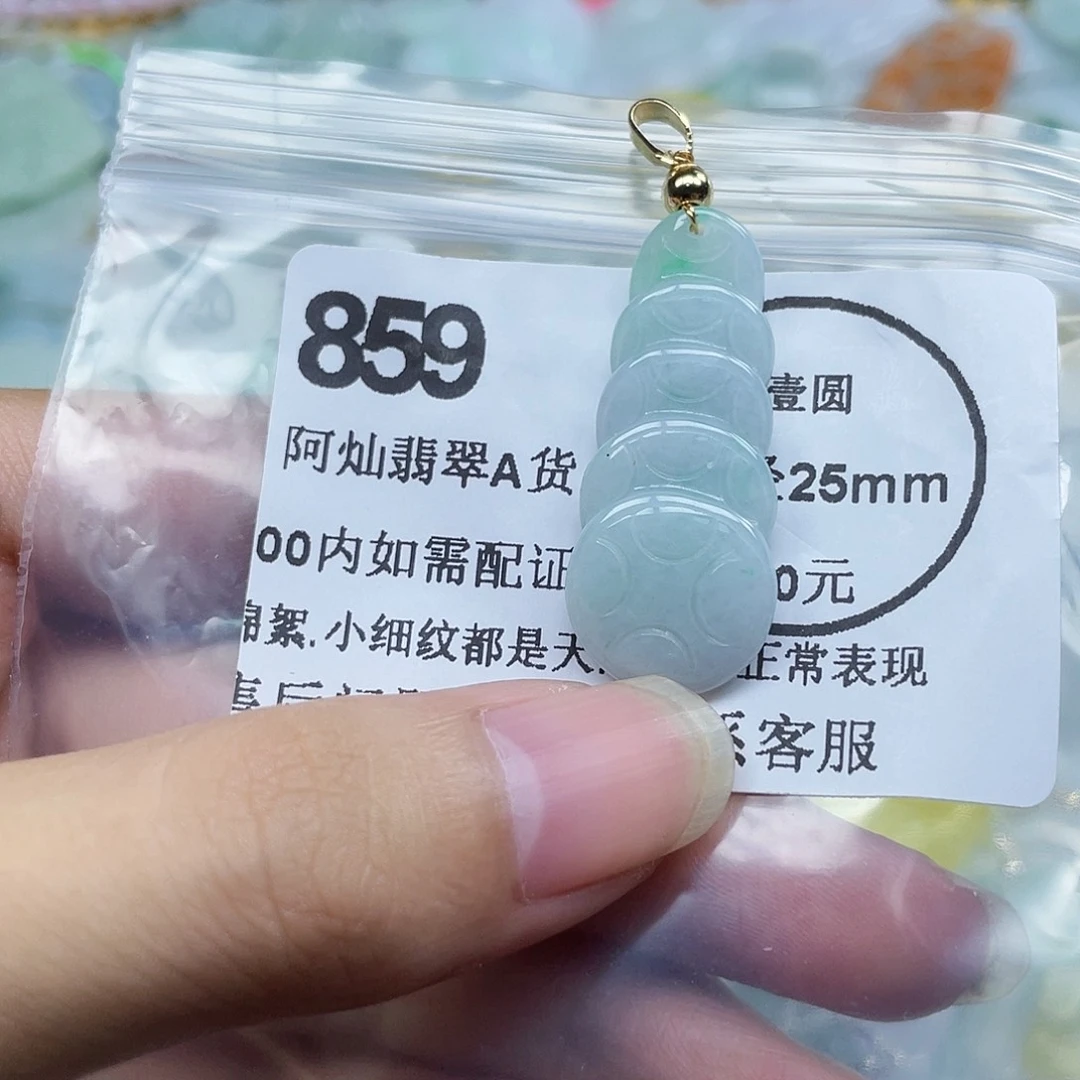 859
阿灿翡翠A货
壹圆
25mm
00内如需配证
0元
棉絮.小细纹都是天
正常表现
系客服